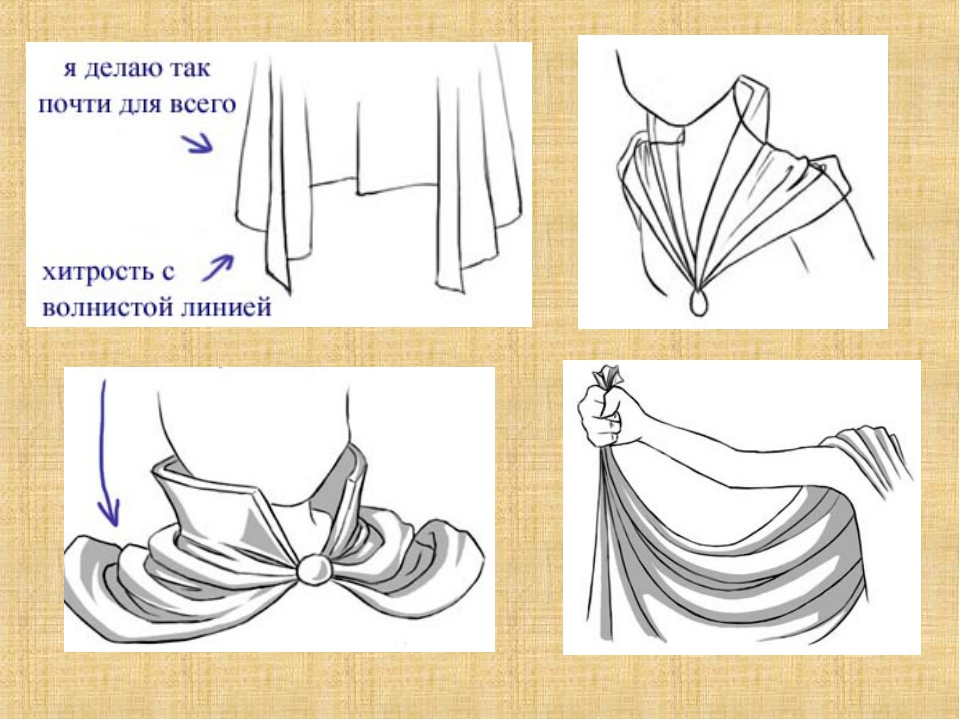 я делаю так
почти для всего
хитрость с
волнистой линией